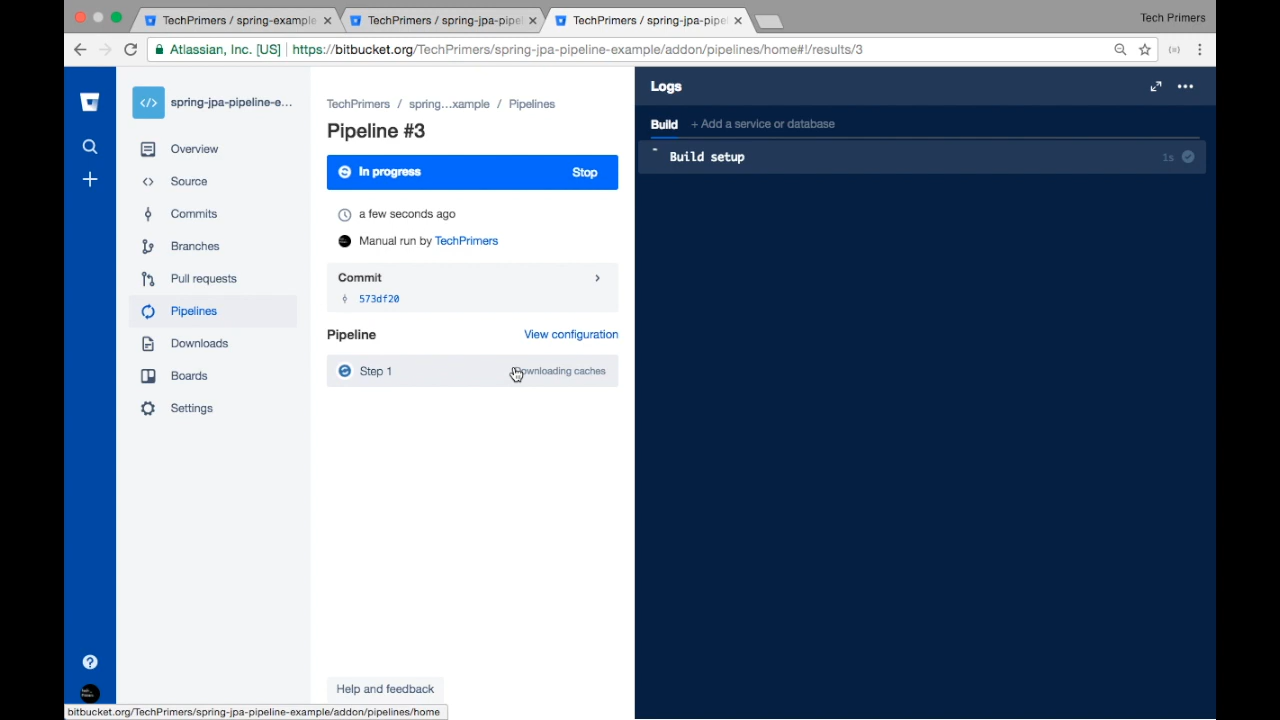 TechPrimers / spring-example
TechPrimers / spring-jpa-pipel
TechPrimers / spring-jpa-pipel
Tech Primers
Atlassian, Inc. [US]
https://bitbucket.org/TechPrimers/spring-jpa-pipeline-example/addon/pipelines/home#!/results/3
spring-jpa-pipeline-e...
Overview
Source
Commits
Branches
Pull requests
Pipelines
Downloads
Boards
Settings
TechPrimers / spring...xample / Pipelines
Pipeline #3
In progress
Stop
a few seconds ago
Manual run by TechPrimers
Commit
573df20
Pipeline
View configuration
Step 1
ownloading caches
Help and feedback
Logs
Build
+ Add a service or database
Build setup
1s
bitbucket.org/TechPrimers/spring-jpa-pipeline-example/addon/pipelines/home